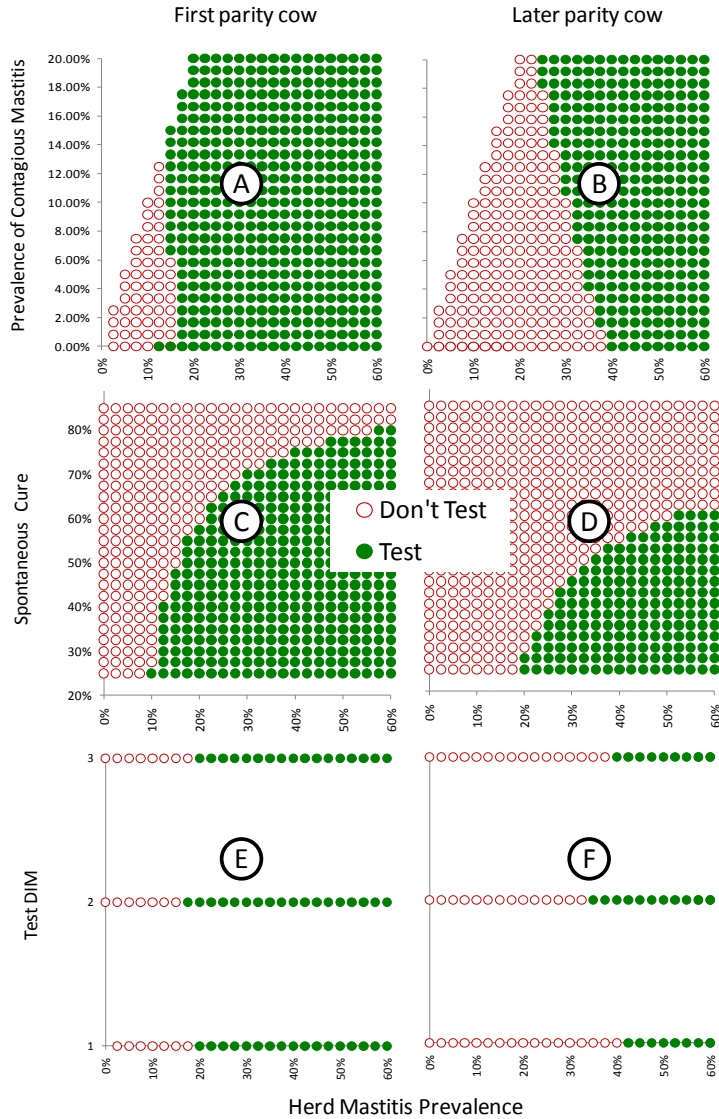 First parity cow
Later parity cow
Prevalence of Contagious Mastitis
20.00%
18.00%
16.00%
14.00%
12.00%
10.00%
8.00%
6.00%
4.00%
2.00%
0.00%
A
B
0% 10% 20% 30% 40% 50% 60%
0% 10% 20% 30% 40% 50% 60%
Spontaneous Cure
80%
70%
60%
50%
40%
30%
20%
C
D
Don't Test
Test
0% 10% 20% 30% 40% 50% 60%
0% 10% 20% 30% 40% 50% 60%
Test DIM
3
2
1
E
F
0% 10% 20% 30% 40% 50% 60%
0% 10% 20% 30% 40% 50% 60%
Herd Mastitis Prevalence